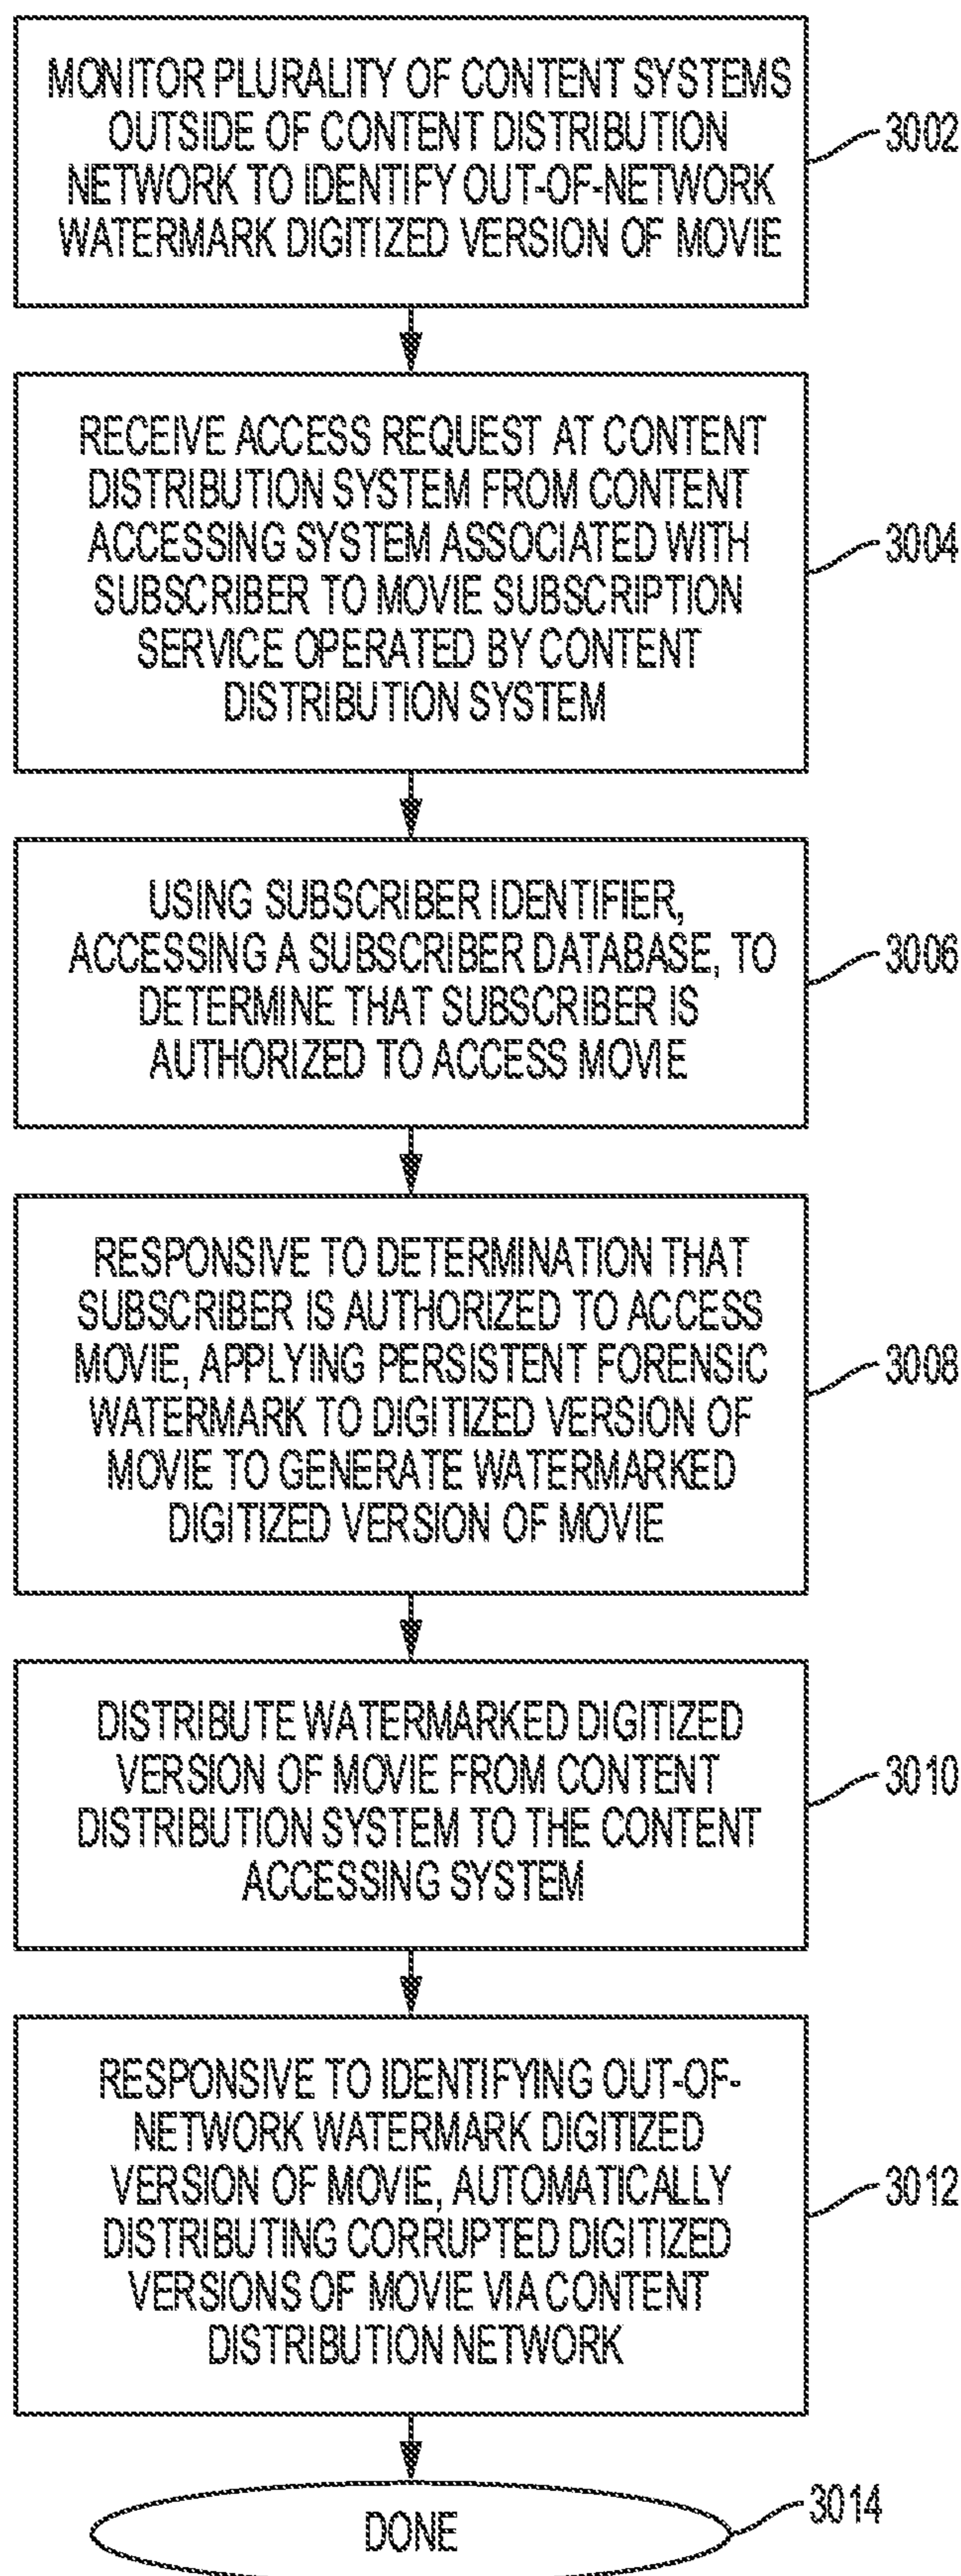 MONITOR PLURALITY OF CONTENT SYSTEMS
OUTSIDE OF CONTENT DISTRIBUTION
NETWORK TO IDENTIFY OUT-OF-NETWORK
WATERMARK DIGITIZED VERSION OF MOVIE
3002
RECEIVE ACCESS REQUEST AT CONTENT
DISTRIBUTION SYSTEM FROM CONTENT
ACCESSING SYSTEM ASSOCIATED WITH
SUBSCRIBER TO MOVIE SUBSCRIPTION
SERVICE OPERATED BY CONTENT
DISTRIBUTION SYSTEM
3004
USING SUBSCRIBER IDENTIFIER,
ACCESSING A SUBSCRIBER DATABASE, TO
DETERMINE THAT SUBSCRIBER IS
AUTHORIZED TO ACCESS MOVIE
3006
RESPONSIVE TO DETERMINATION THAT
SUBSCRIBER IS AUTHORIZED TO ACCESS
MOVIE, APPLYING PERSISTENT FORENSIC
WATERMARK TO DIGITIZED VERSION OF
MOVIE TO GENERATE WATERMARKED
DIGITIZED VERSION OF MOVIE
3008
DISTRIBUTE WATERMARKED DIGITIZED
VERSION OF MOVIE FROM CONTENT
DISTRIBUTION SYSTEM TO THE CONTENT
ACCESSING SYSTEM
3010
RESPONSIVE TO IDENTIFYING OUT-OF-
NETWORK WATERMARK DIGITIZED
VERSION OF MOVIE, AUTOMATICALLY
DISTRIBUTING CORRUPTED DIGITIZED
VERSIONS OF MOVIE VIA CONTENT
DISTRIBUTION NETWORK
3012
DONE
3014